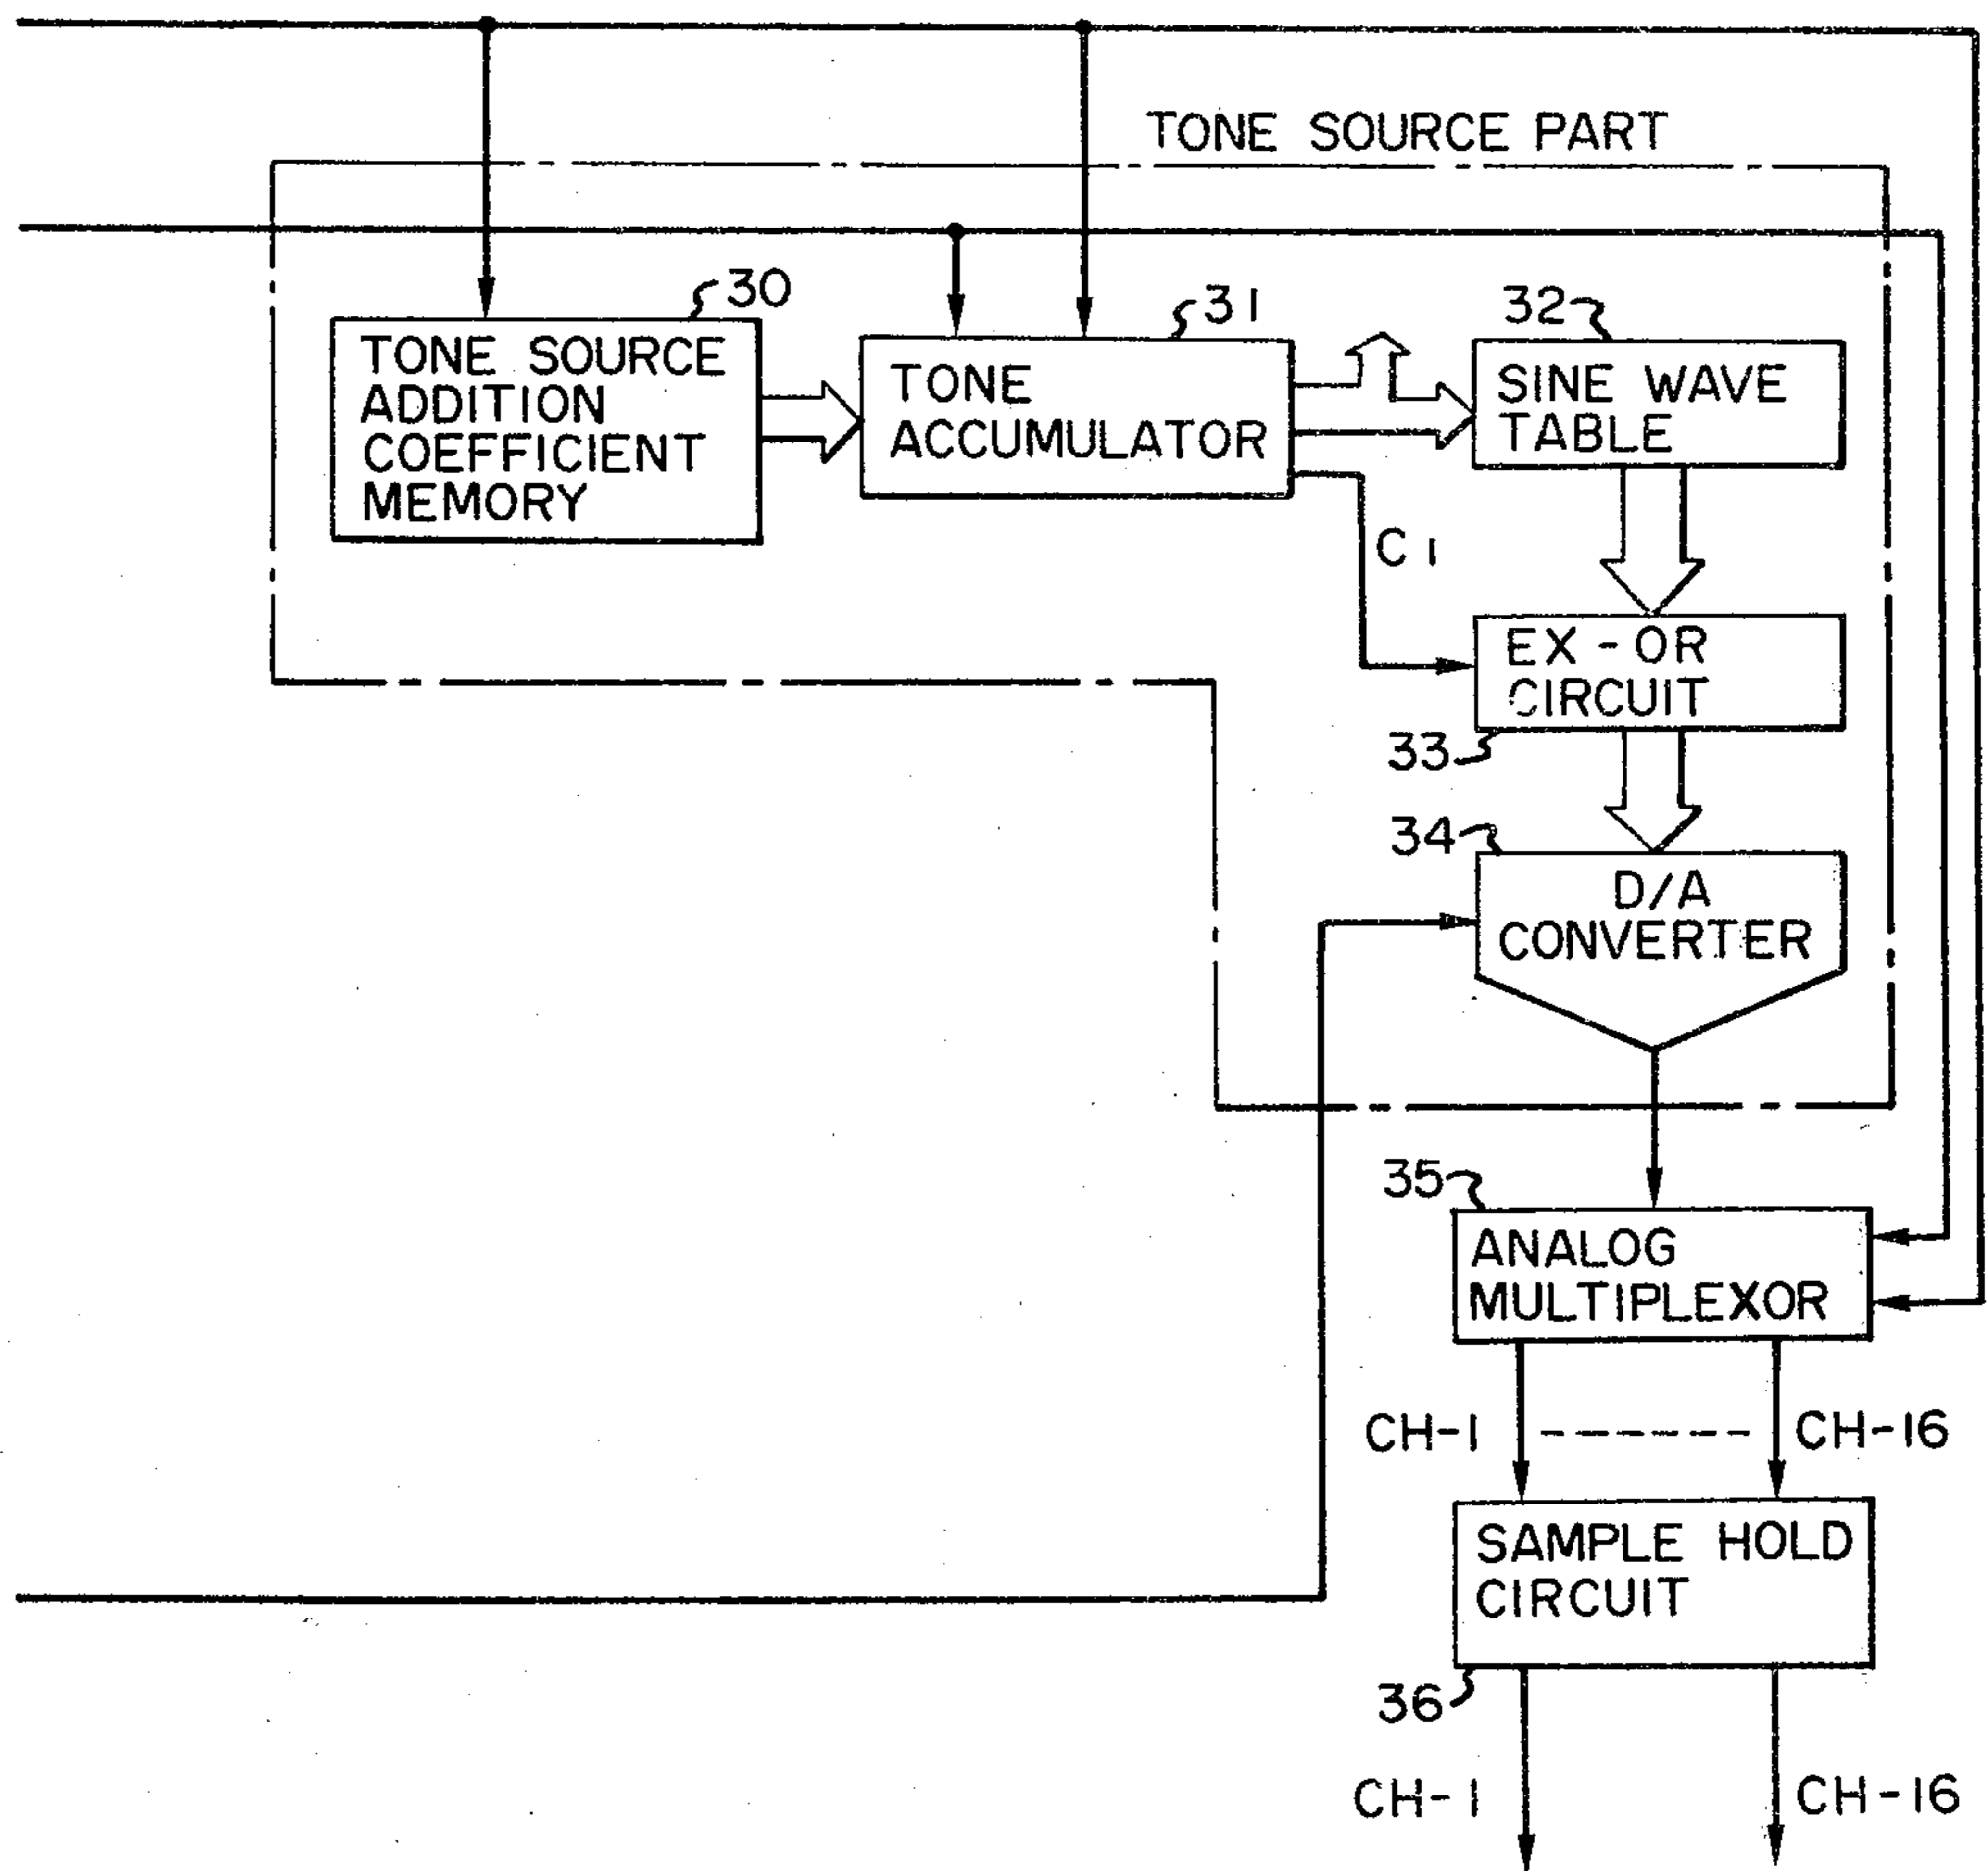 TONE SOURCE PART
30
31
32
TONE SOURCE
ADDITION
COEFFICIENT
MEMORY
TONE
ACCUMULATOR
SINE WAVE
TABLE
C1
EX-OR
CIRCUIT
33
34
D/A
CONVERTER
35
ANALOG
MULTIPLEXOR
CH-1
CH-16
SAMPLE HOLD
CIRCUIT
36
CH-1
CH-16